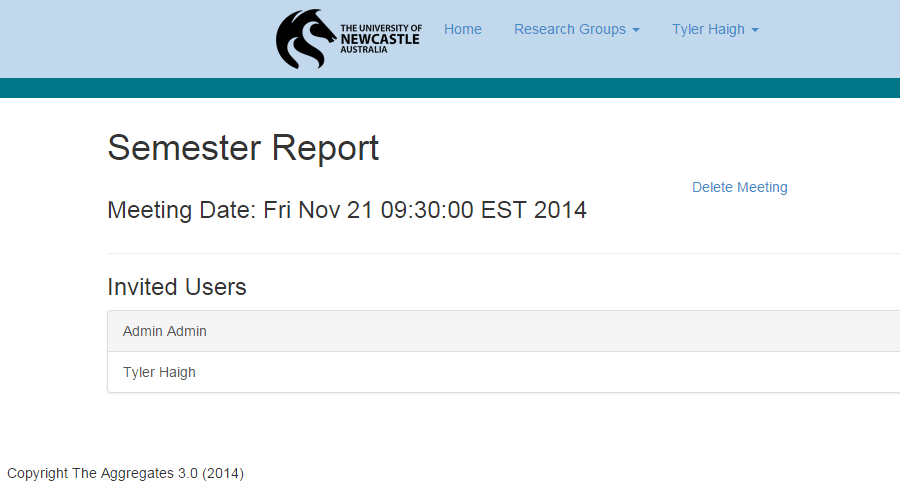 THE UNIVERSITY OF
NEWCASTLE
AUSTRALIA
Home
Research Groups
Tyler Haigh
Semester Report
Delete Meeting
Meeting Date: Fri Nov 21 09:30:00 EST 2014
Invited Users
Admin Admin
Tyler Haigh
Copyright The Aggregates 3.0 (2014)